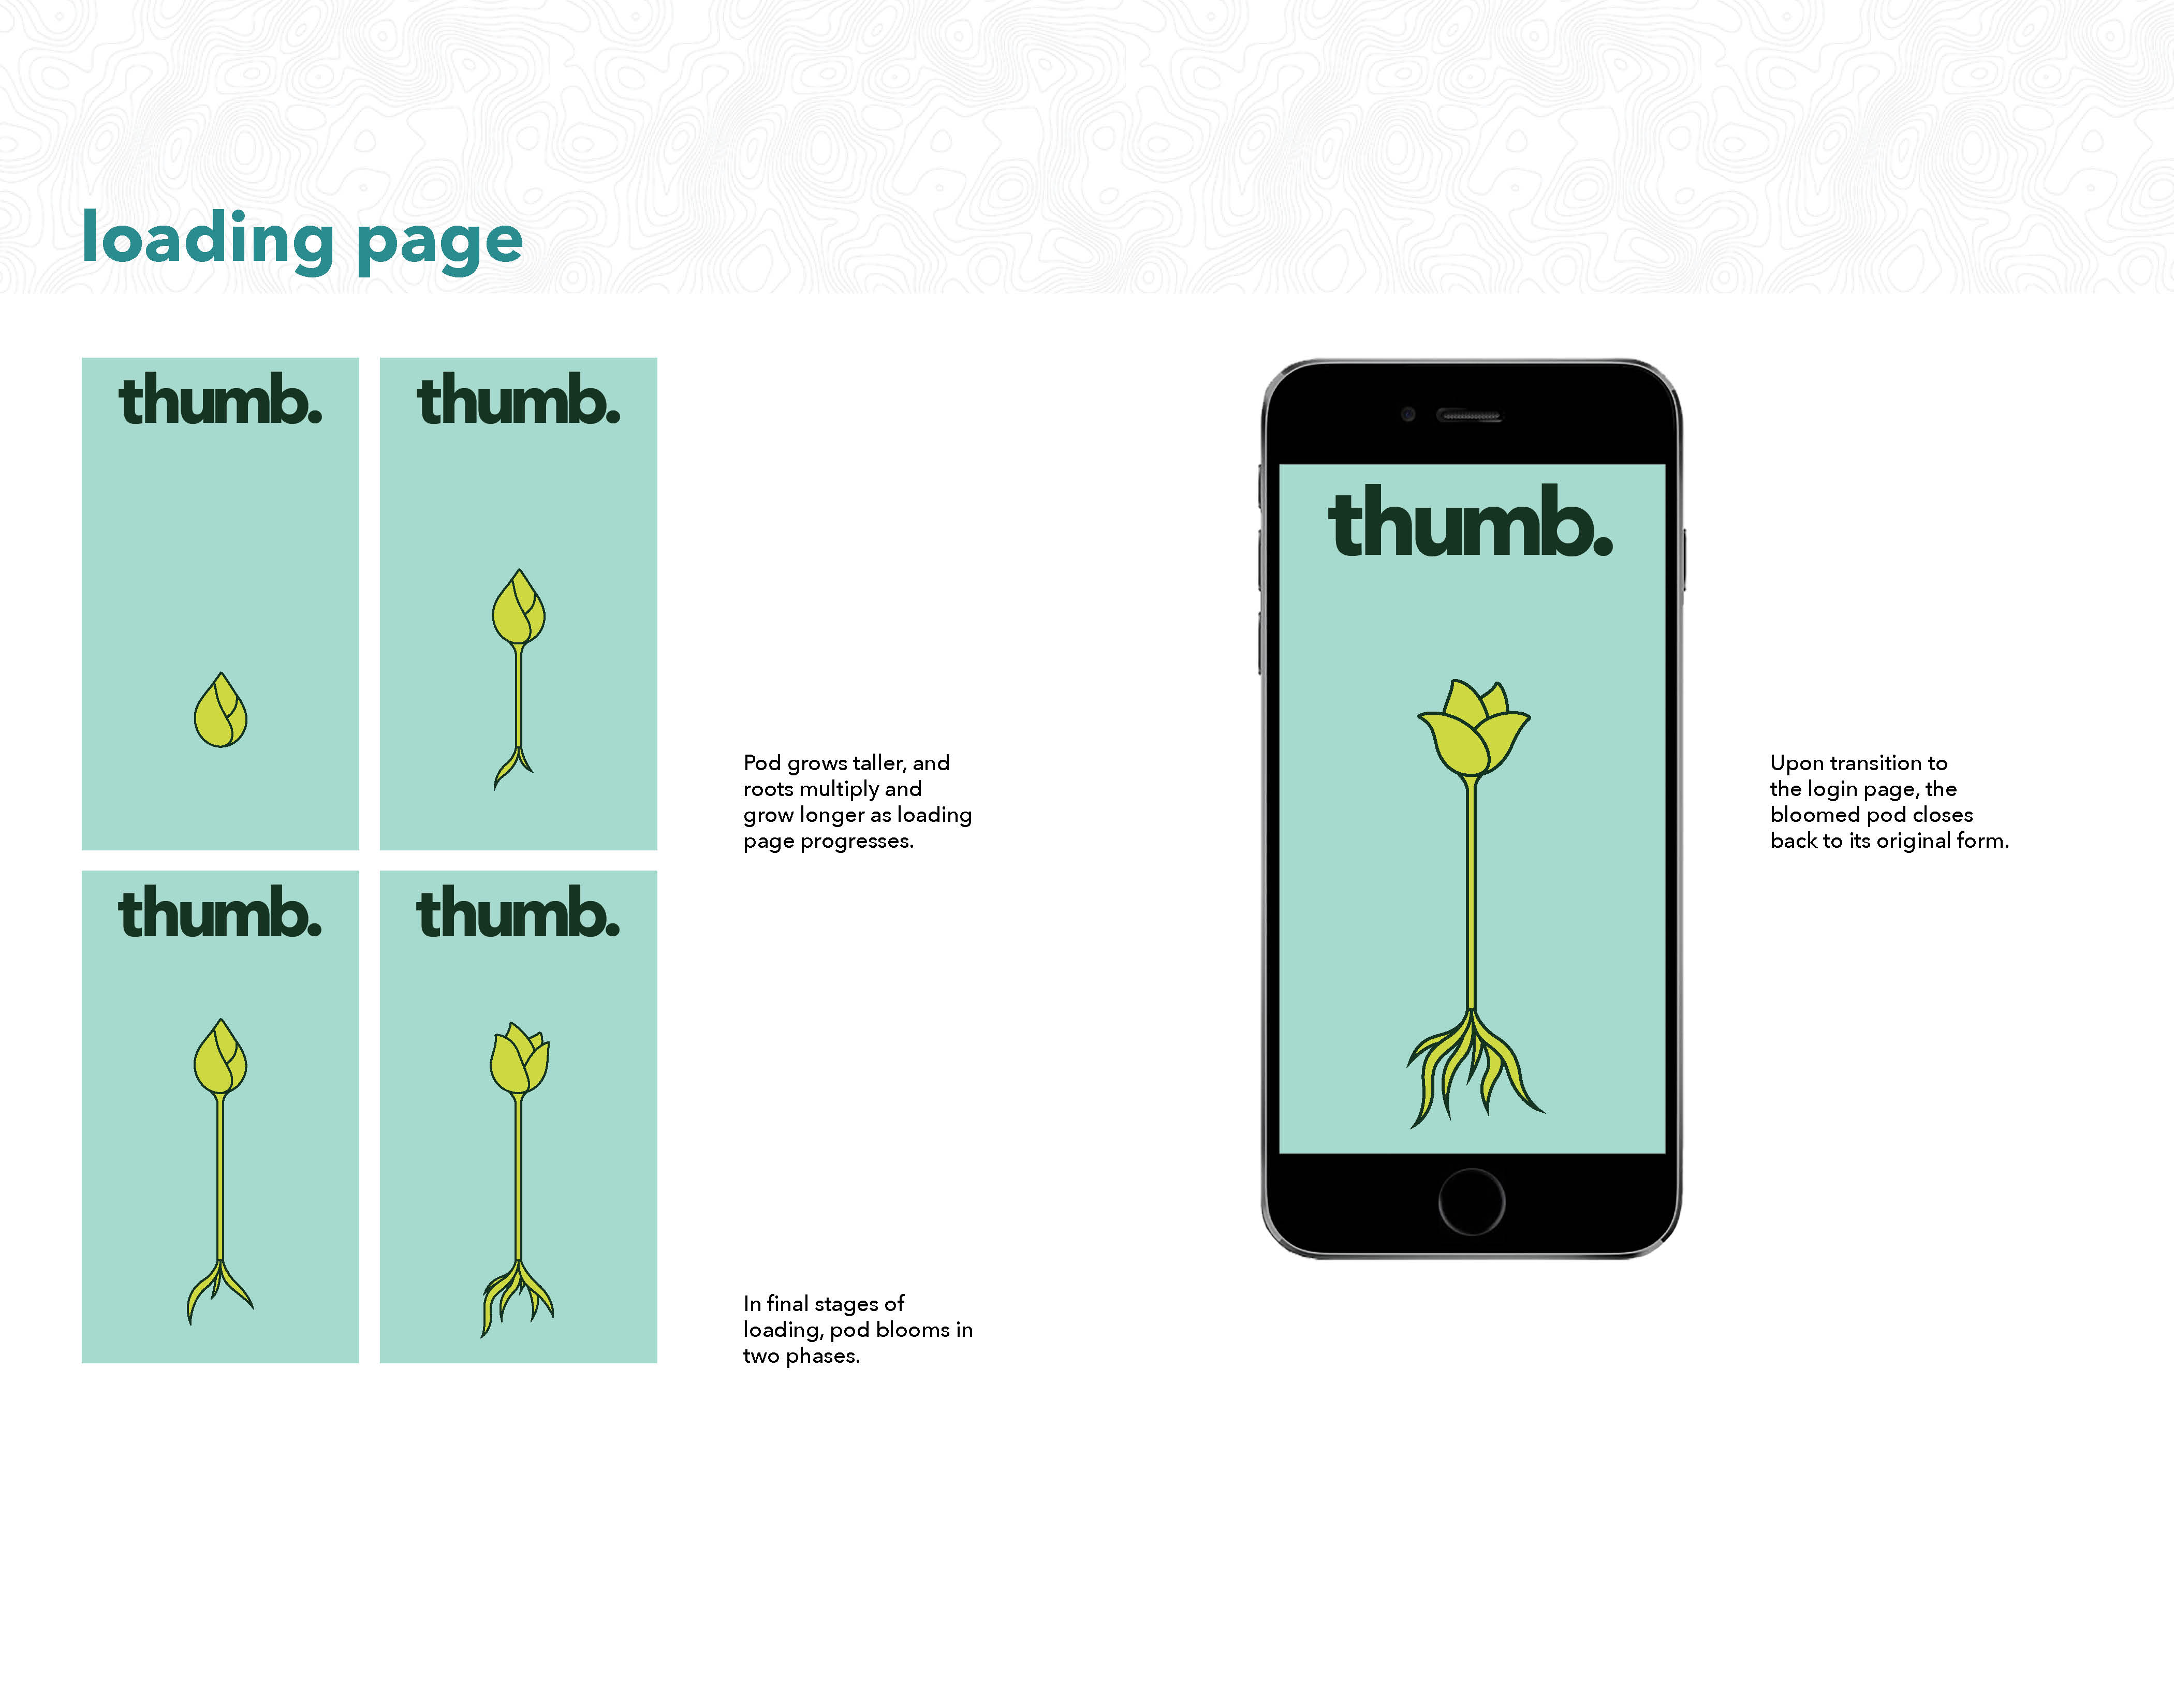 loading page
thumb.
thumb.
Pod grows taller, and
roots multiply and
grow longer as loading
page progresses.
thumb.
thumb.
In final stages of
loading, pod blooms in
two phases.
thumb.
Upon transition to
the login page, the
bloomed pod closes
back to its original form.